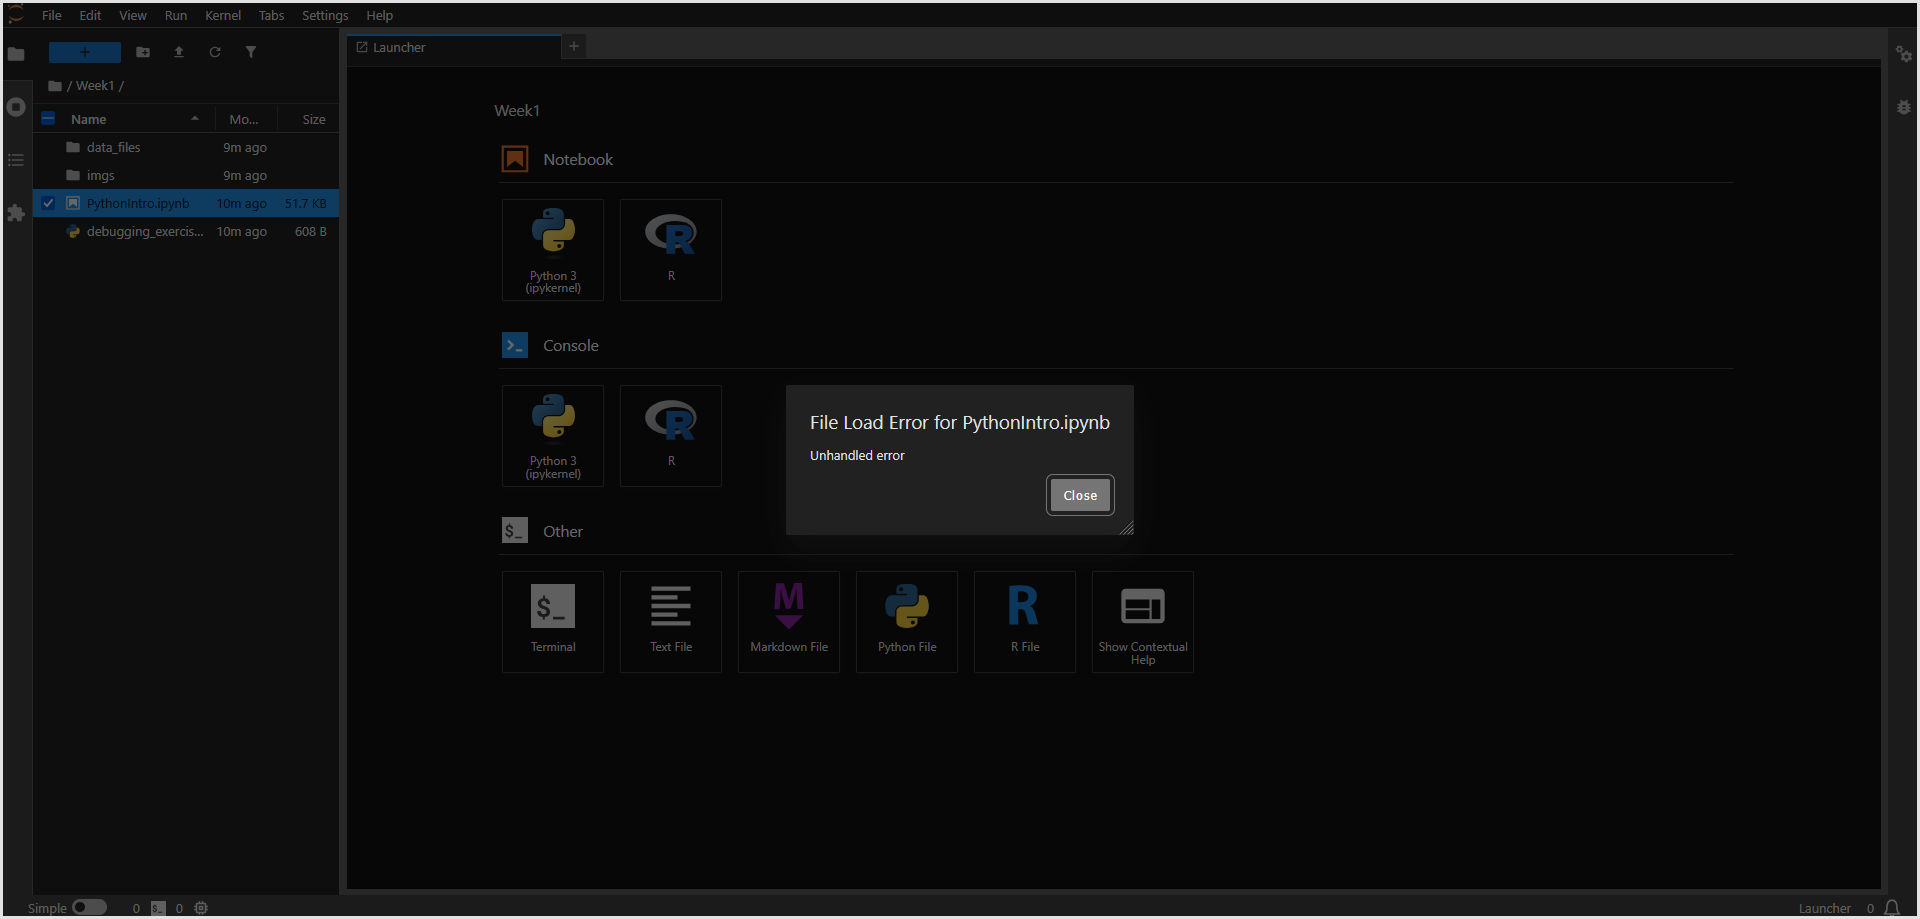 File Edit View Run Kernel Tabs Settings Help
+
Launcher
+
/ Week1 /
Name Mo... Size
data_files 9m ago
imgs 9m ago
PythonIntro.ipynb 10m ago 51.7 KB
debugging_exercis... 10m ago 608 B
Week1
Notebook
Python 3
(ipykernel)
R
>_ Console
Python 3
(ipykernel)
R
File Load Error for PythonIntro.ipynb
Unhandled error
Close
$_ Other
$_
Terminal
Text File
M
Markdown File
Python File
R
R File
Show Contextual
Help
Simple 0 $_ 0
Launcher 0